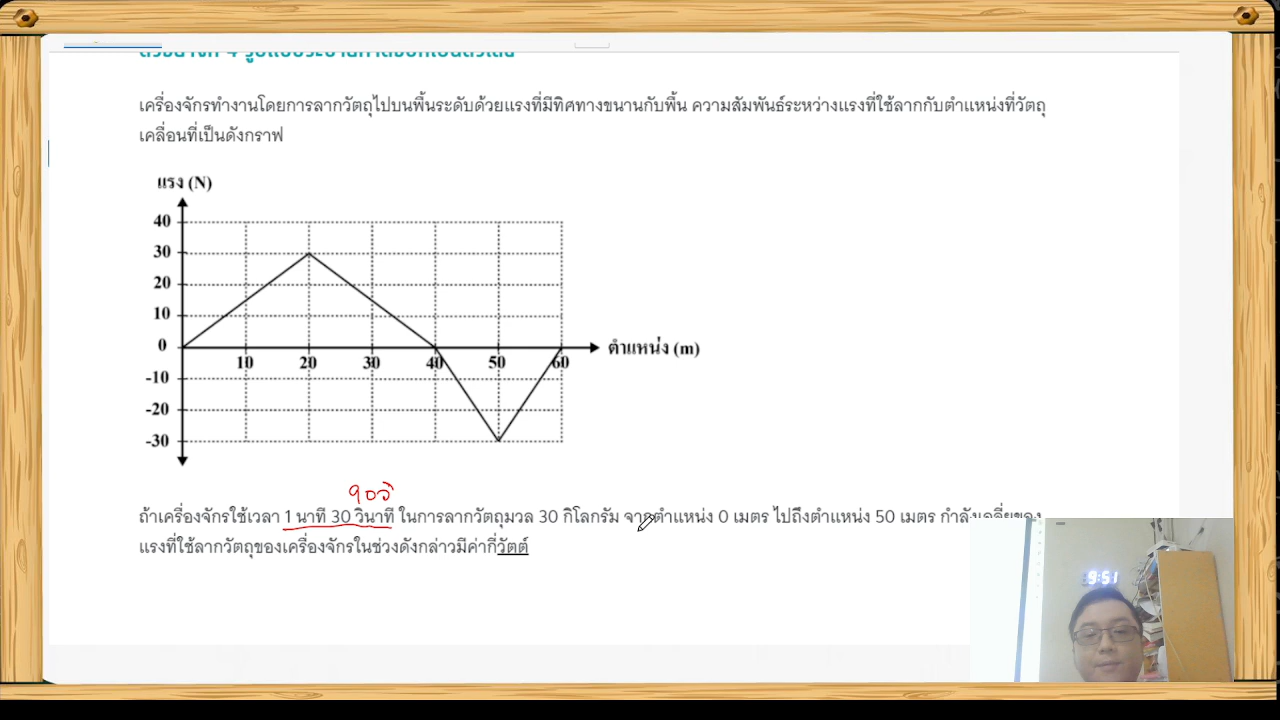 เครื่องจักรทำงานโดยการลากวัตถุไปบนพื้นระดับด้วยแรงที่มีทิศทางขนานกับพื้น ความสัมพันธ์ระหว่างแรงที่ใช้ลากกับตำแหน่งที่วัตถุ
เคลื่อนที่เป็นดังกราฟ
แรง (N)
40
30
20
10
0
10 20 30 40 50 60 ตำแหน่ง (m)
-10
-20
-30
90วิ
ถ้าเครื่องจักรใช้เวลา 1 นาที 30 วินาที ในการลากวัตถุมวล 30 กิโลกรัม จากตำแหน่ง 0 เมตร ไปถึงตำแหน่ง 50 เมตร
แรงที่ใช้ลากวัตถุของเครื่องจักรในช่วงดังกล่าวมีค่ากี่วัตต์
9:51